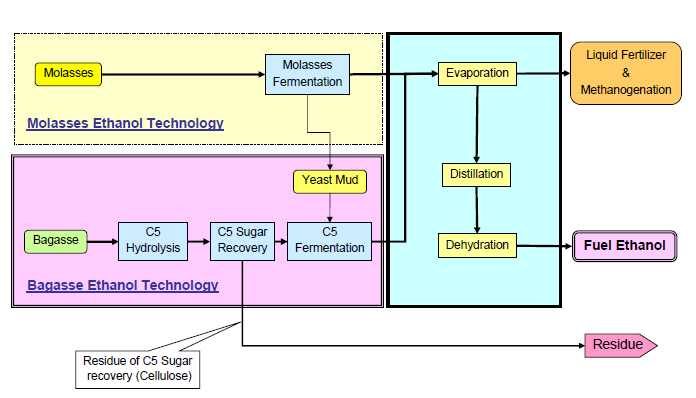 Molasses
Molasses
Fermentation
Evaporation
Liquid Fertilizer
&
Methanogenation
Molasses Ethanol Technology
Yeast Mud
Distillation
Bagasse
C5
Hydrolysis
C5 Sugar
Recovery
C5
Fermentation
Dehydration
Fuel Ethanol
Bagasse Ethanol Technology
Residue
Residue of C5 Sugar
recovery (Cellulose)